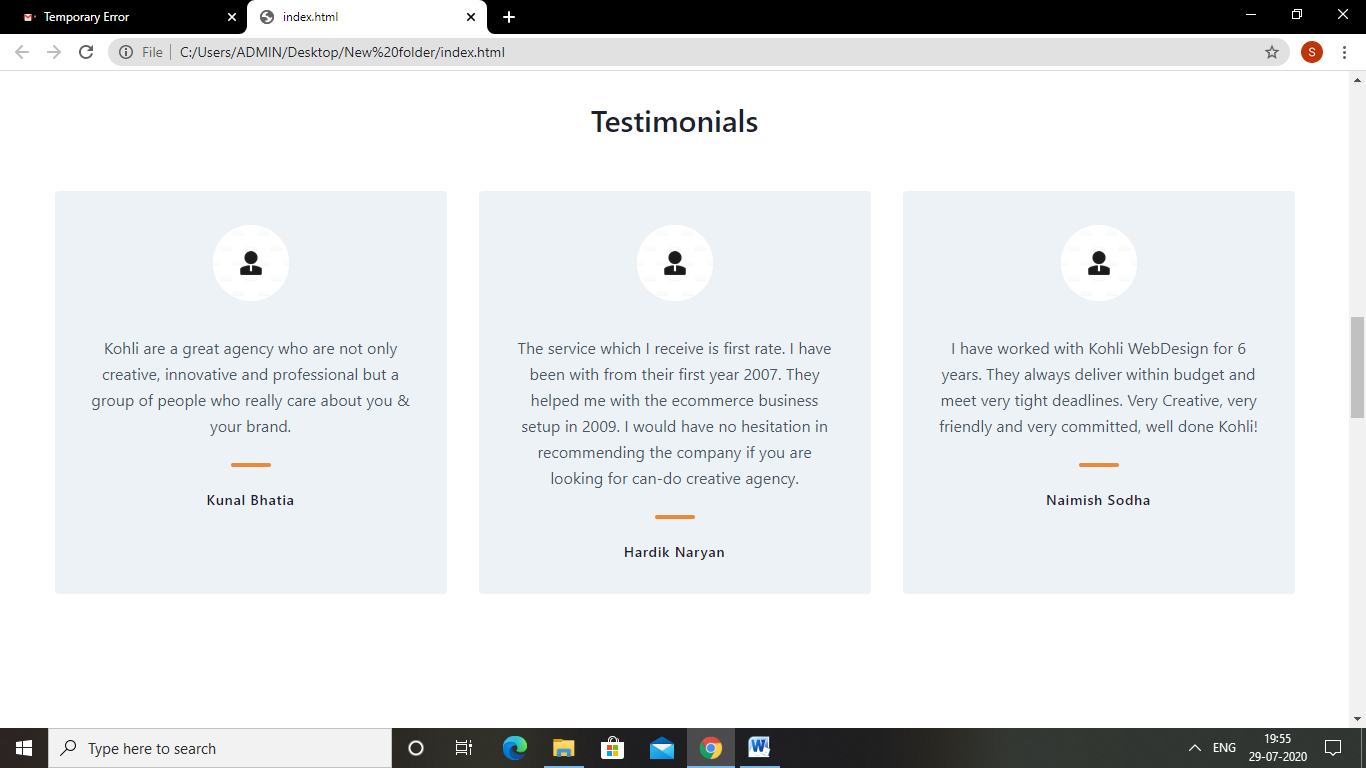 Temporary Error
index.html
File
C:/Users/ADMIN/Desktop/New%20folder/index.html
S
Testimonials
Kohli are a great agency who are not only
creative, innovative and professional but a
group of people who really care about you &
your brand.
Kunal Bhatia
The service which I receive is first rate. I have
been with from their first year 2007. They
helped me with the ecommerce business
setup in 2009. I would have no hesitation in
recommending the company if you are
looking for can-do creative agency.
Hardik Naryan
I have worked with Kohli WebDesign for 6
years. They always deliver within budget and
meet very tight deadlines. Very Creative, very
friendly and very committed, well done Kohli!
Naimish Sodha
Type here to search
W
ENG
19:55
29-07-2020